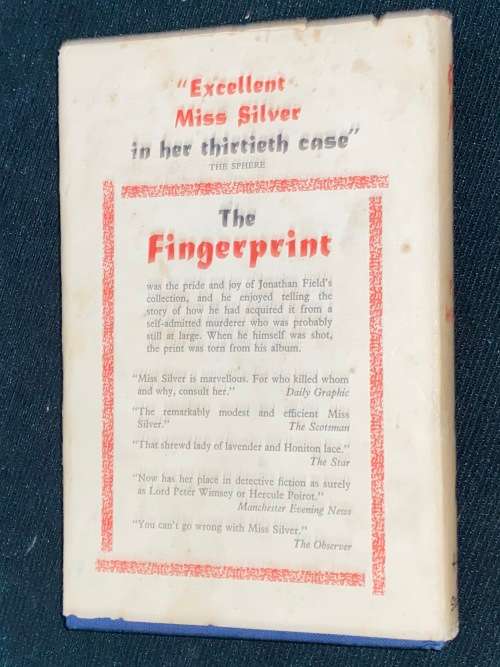 "Excellent
Miss Silver
in her thirtieth case"
THE SPHERE
The
Fingerprint
was the pride and joy of Jonathan Field's
collection, and he enjoyed telling the
story of how he had acquired it from a
self-admitted murderer who was probably
still at large. When he himself was shot,
the print was torn from his album.
"Miss Silver is marvellous. For who killed whom
and why, consult her." Daily Graphic
"The remarkably modest and efficient Miss
Silver." The Scotsman
"That shrewd lady of lavender and Honiton lace."
The Star
"Now has her place in detective fiction as surely
as Lord Peter Wimsey or Hercule Poirot."
Manchester Evening News
"You can't go wrong with Miss Silver."
The Observer